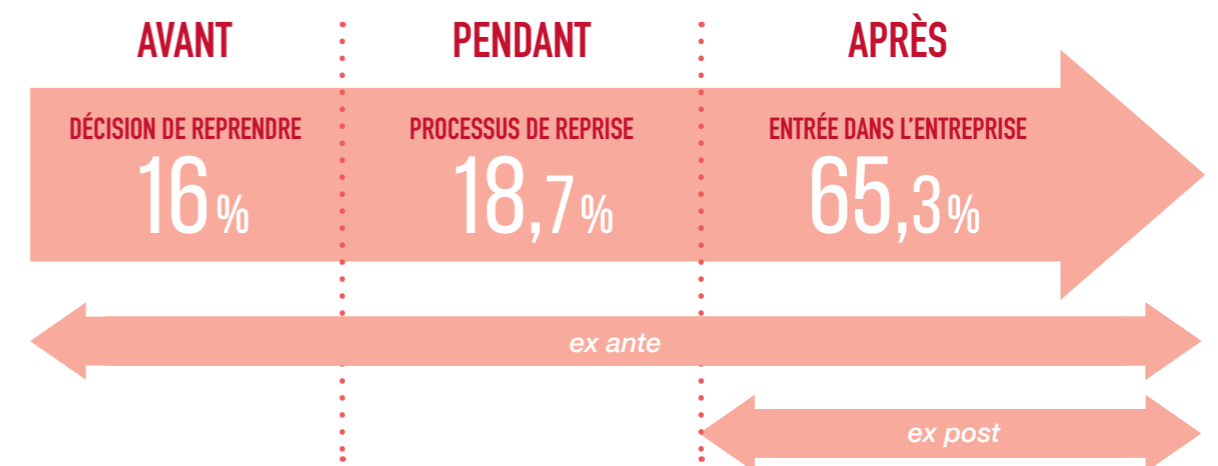 AVANT
PENDANT
APRÈS
DÉCISION DE REPRENDRE
PROCESSUS DE REPRISE
ENTRÉE DANS L'ENTREPRISE
16%
18,7%
65,3%
ex ante
ex post